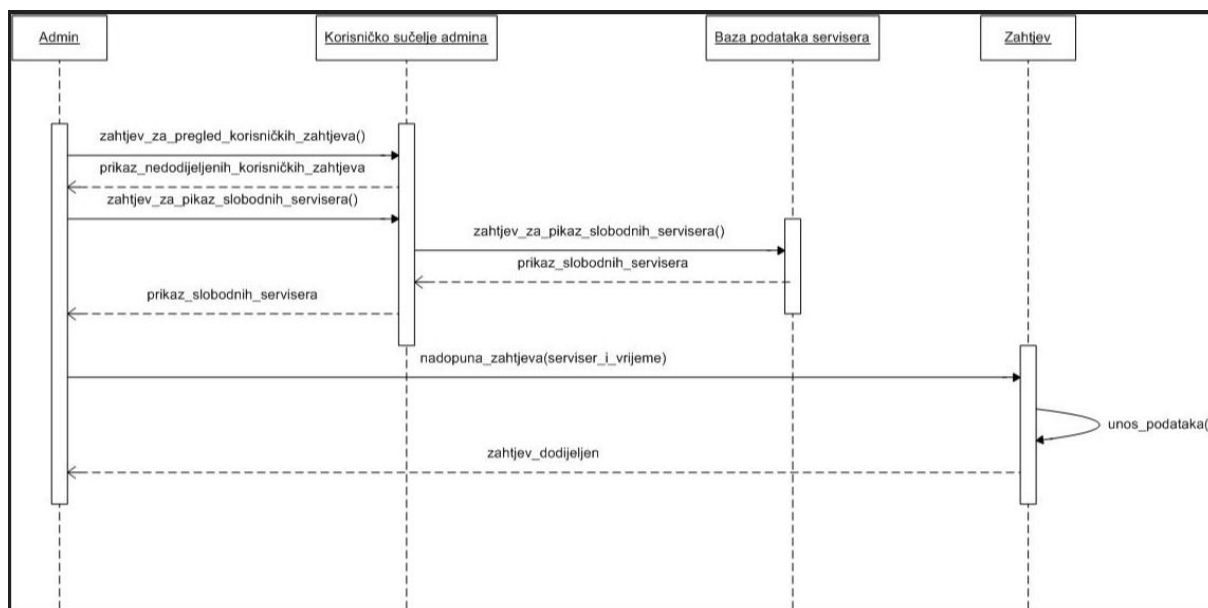 Admin
Korisničko sučelje admina
Baza podataka servisera
Zahtjev
zahtjev_za_pregled_korisničkih_zahtjeva()
prikaz_nedodijeljenih_korisničkih_zahtjeva
zahtjev_za_pikaz_slobodnih_servisera()
zahtjev_za_pikaz_slobodnih_servisera()
prikaz_slobodnih_servisera
prikaz_slobodnih_servisera
nadopuna_zahtjeva(serviser_i_vrijeme)
unos_podataka(
zahtjev_dodijeljen